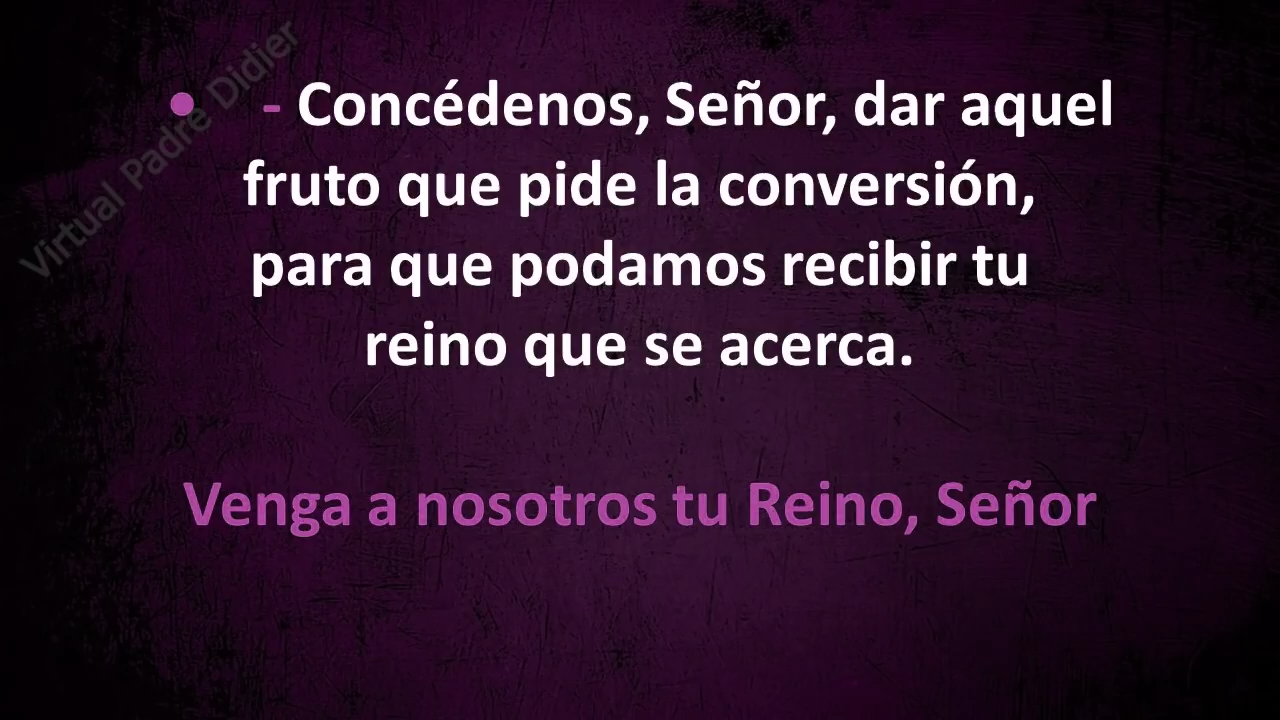 Virtual Padre Didier
• - Concédenos, Señor, dar aquel
fruto que pide la conversión,
para que podamos recibir tu
reino que se acerca.
Venga a nosotros tu Reino, Señor